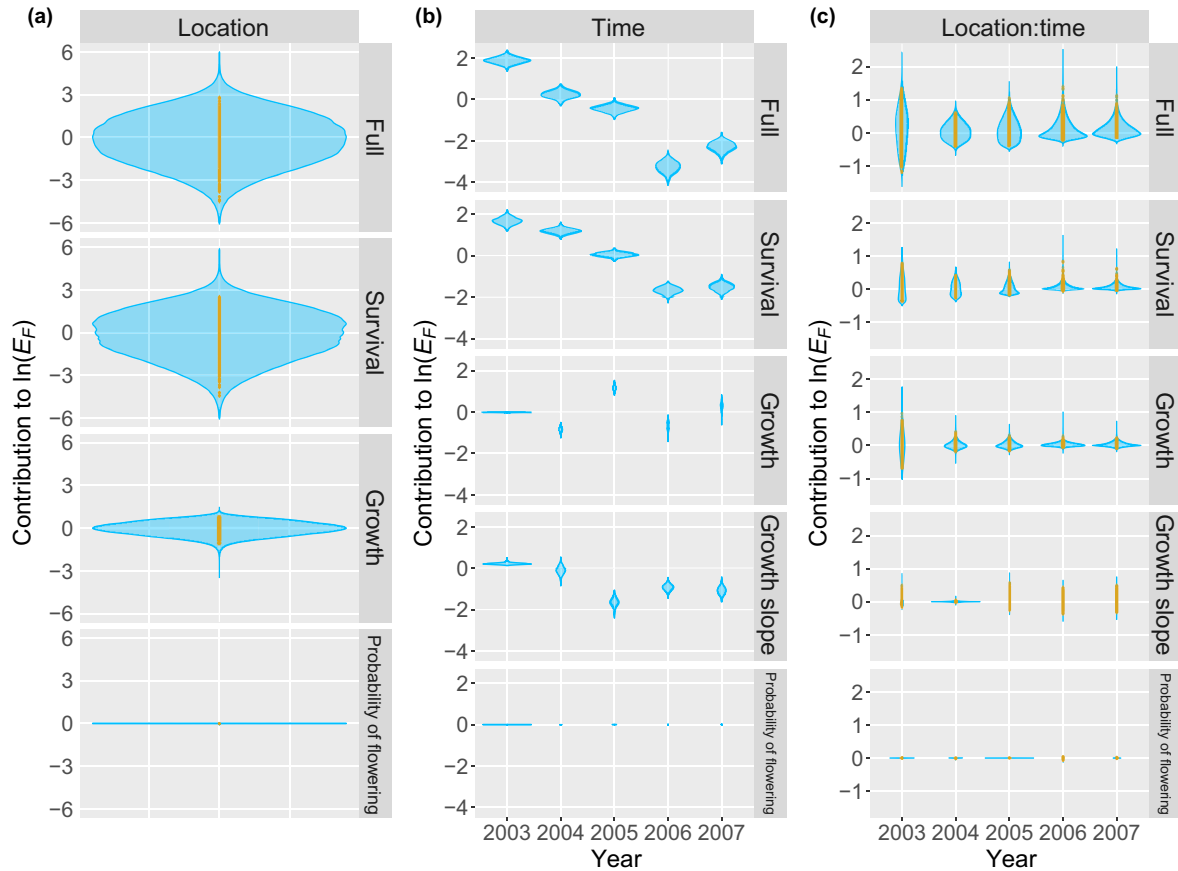 (a)
Location
Contribution to ln(E_F)
6
3
0
−3
−6
Full
6
3
0
−3
−6
Survival
6
3
0
−3
−6
Growth
6
3
0
−3
−6
Probability of flowering
(b)
Time
Contribution to ln(E_F)
2
0
−2
−4
Full
2
0
−2
−4
Survival
2
0
−2
−4
Growth
2
0
−2
−4
Growth slope
2
0
−2
−4
Probability of flowering
2003 2004 2005 2006 2007
Year
(c)
Location:time
Contribution to ln(E_F)
2
1
0
−1
Full
2
1
0
−1
Survival
2
1
0
−1
Growth
2
1
0
−1
Growth slope
2
1
0
−1
Probability of flowering
2003 2004 2005 2006 2007
Year